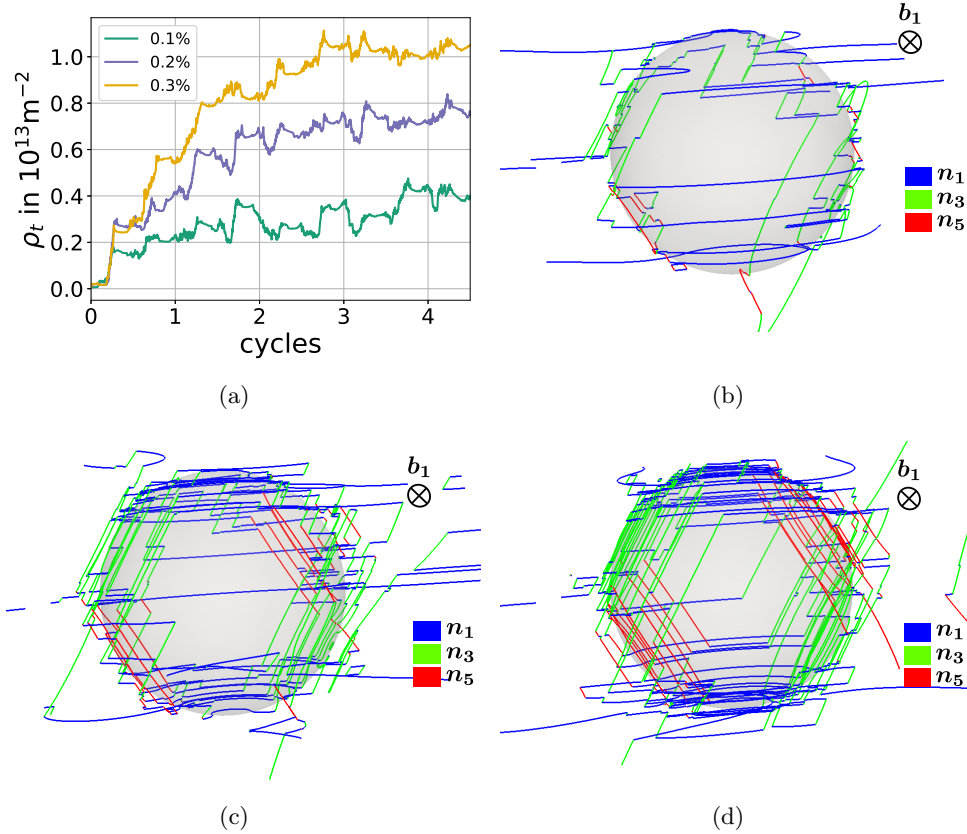 1.0
0.8
0.6
0.4
0.2
0.0
ρt in 10¹³m⁻²
0.1%
0.2%
0.3%
0 1 2 3 4
cycles
(a)
b₁
n₁
n₃
n₅
(b)
b₁
n₁
n₃
n₅
(c)
b₁
n₁
n₃
n₅
(d)